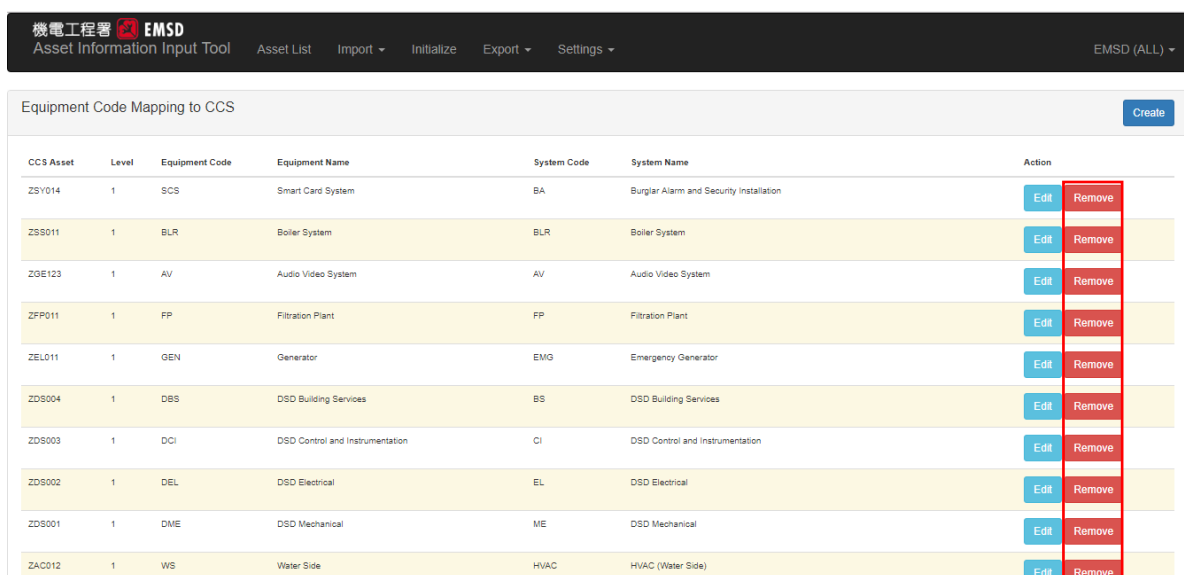 機電工程署 EMSD
Asset Information Input Tool Asset List Import Initialize Export Settings EMSD (ALL)
Equipment Code Mapping to CCS Create
CCS Asset Level Equipment Code Equipment Name System Code System Name Action
ZSY014 1 SCS Smart Card System BA Burglar Alarm and Security Installation Edit Remove
ZSS011 1 BLR Boiler System BLR Boiler System Edit Remove
ZGE123 1 AV Audio Video System AV Audio Video System Edit Remove
ZFP011 1 FP Filtration Plant FP Filtration Plant Edit Remove
ZEL011 1 GEN Generator EMG Emergency Generator Edit Remove
ZDS004 1 DBS DSD Building Services BS DSD Building Services Edit Remove
ZDS003 1 DCI DSD Control and Instrumentation CI DSD Control and Instrumentation Edit Remove
ZDS002 1 DEL DSD Electrical EL DSD Electrical Edit Remove
ZDS001 1 DME DSD Mechanical ME DSD Mechanical Edit Remove
ZAC012 1 WS Water Side HVAC HVAC (Water Side) Edit Remove